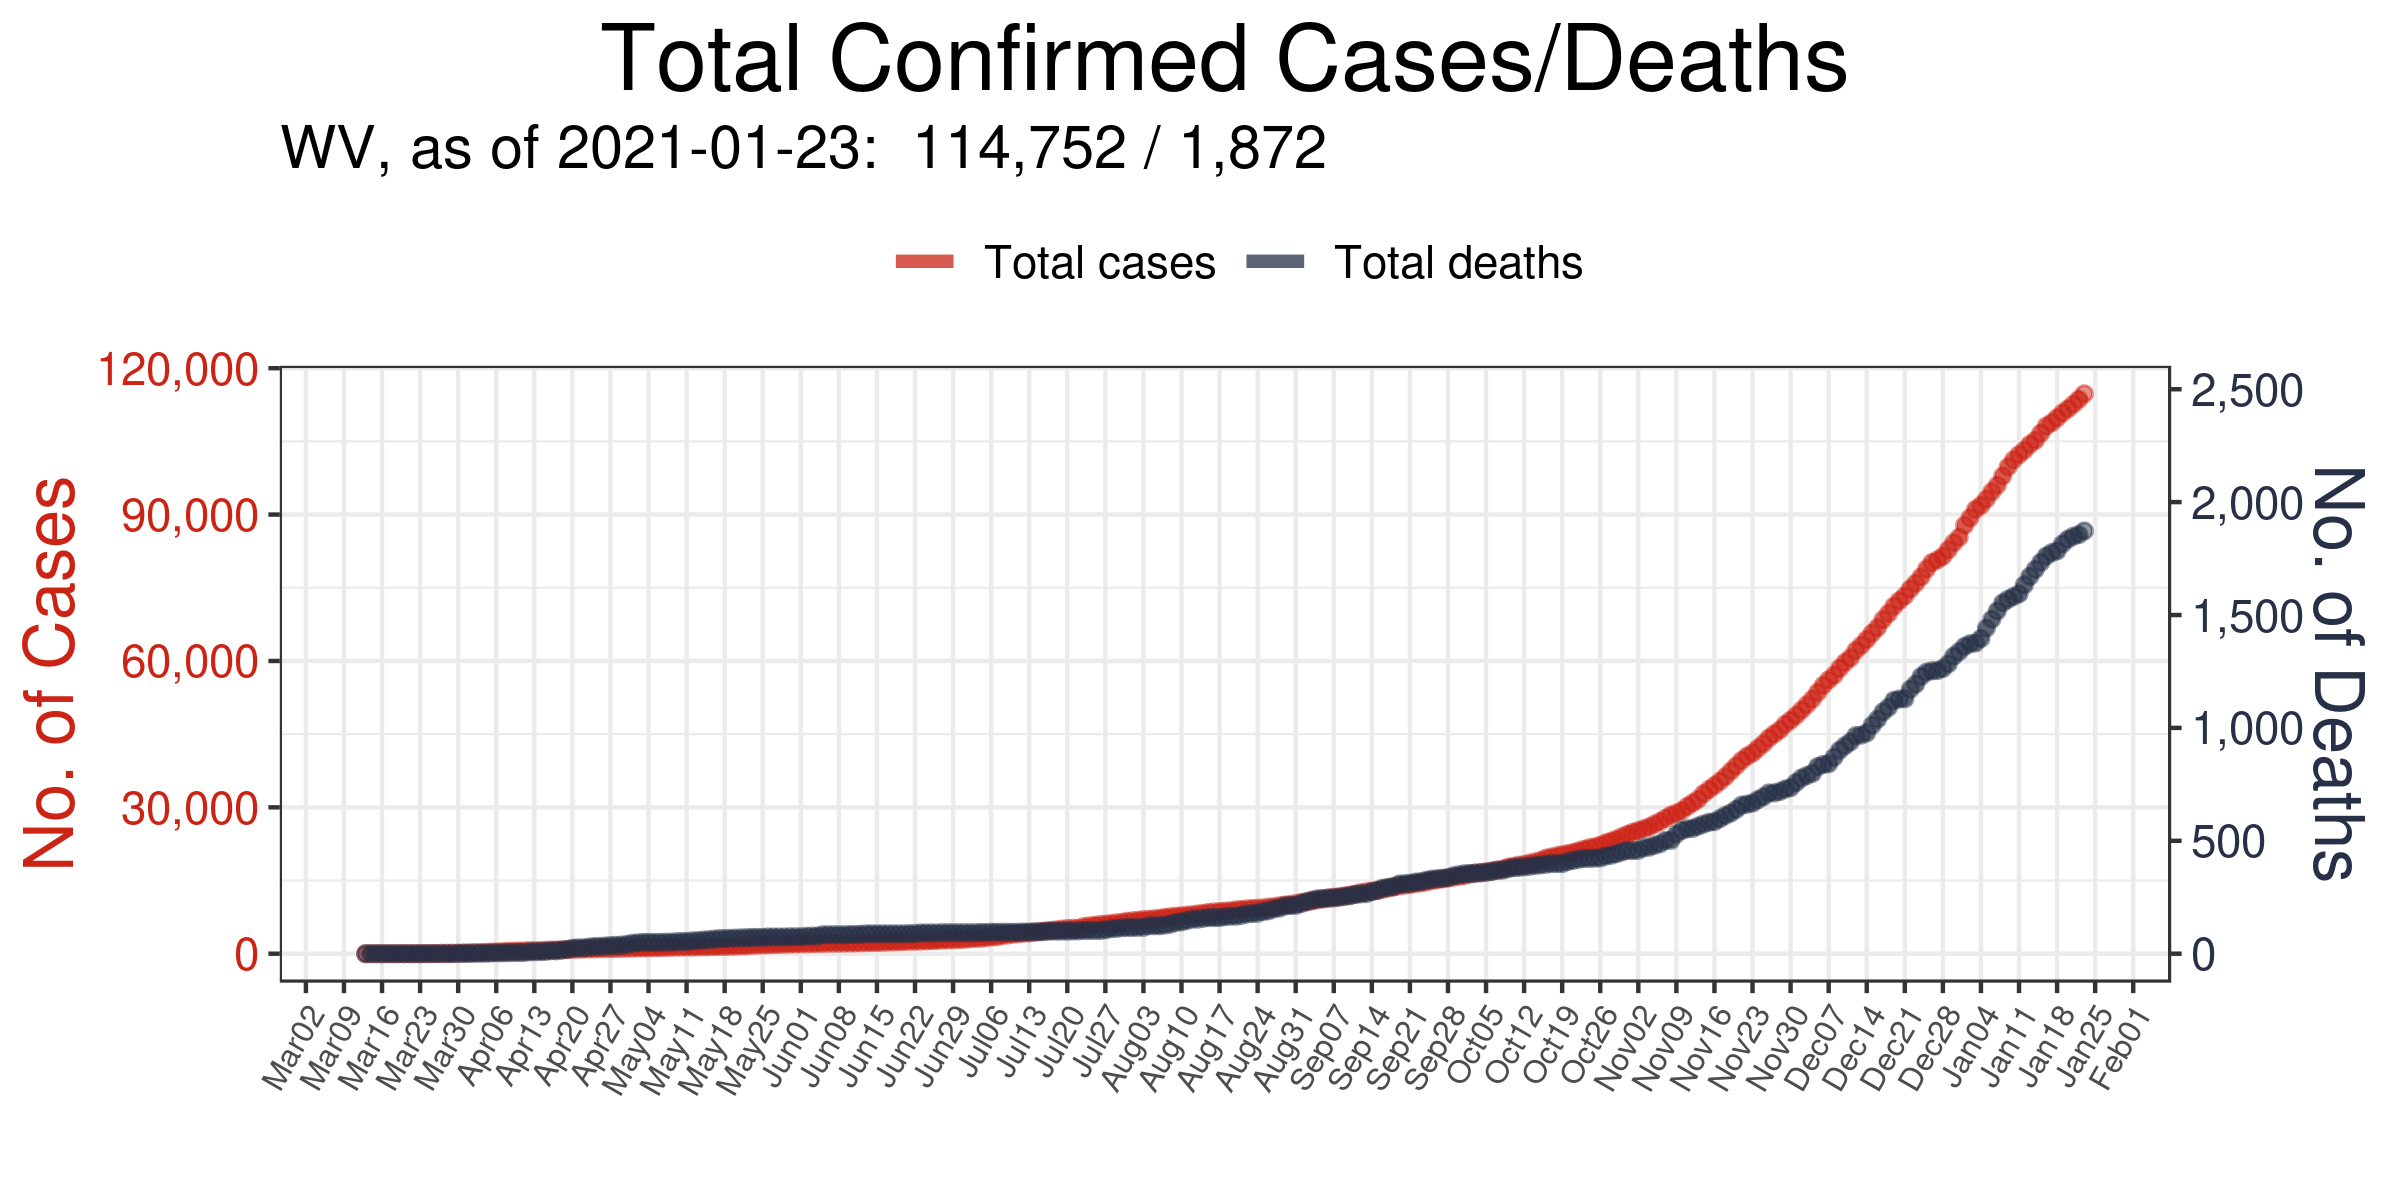 Total Confirmed Cases/Deaths
WV, as of 2021-01-23:  114,752 / 1,872
Total cases
Total deaths
No. of Cases
120,000
90,000
60,000
30,000
0
2,500
2,000
1,500
1,000
500
0
No. of Deaths
Mar02
Mar09
Mar16
Mar23
Mar30
Apr06
Apr13
Apr20
Apr27
May04
May11
May18
May25
Jun01
Jun08
Jun15
Jun22
Jun29
Jul06
Jul13
Jul20
Jul27
Aug03
Aug10
Aug17
Aug24
Aug31
Sep07
Sep14
Sep21
Sep28
Oct05
Oct12
Oct19
Oct26
Nov02
Nov09
Nov16
Nov23
Nov30
Dec07
Dec14
Dec21
Dec28
Jan04
Jan11
Jan18
Jan25
Feb01